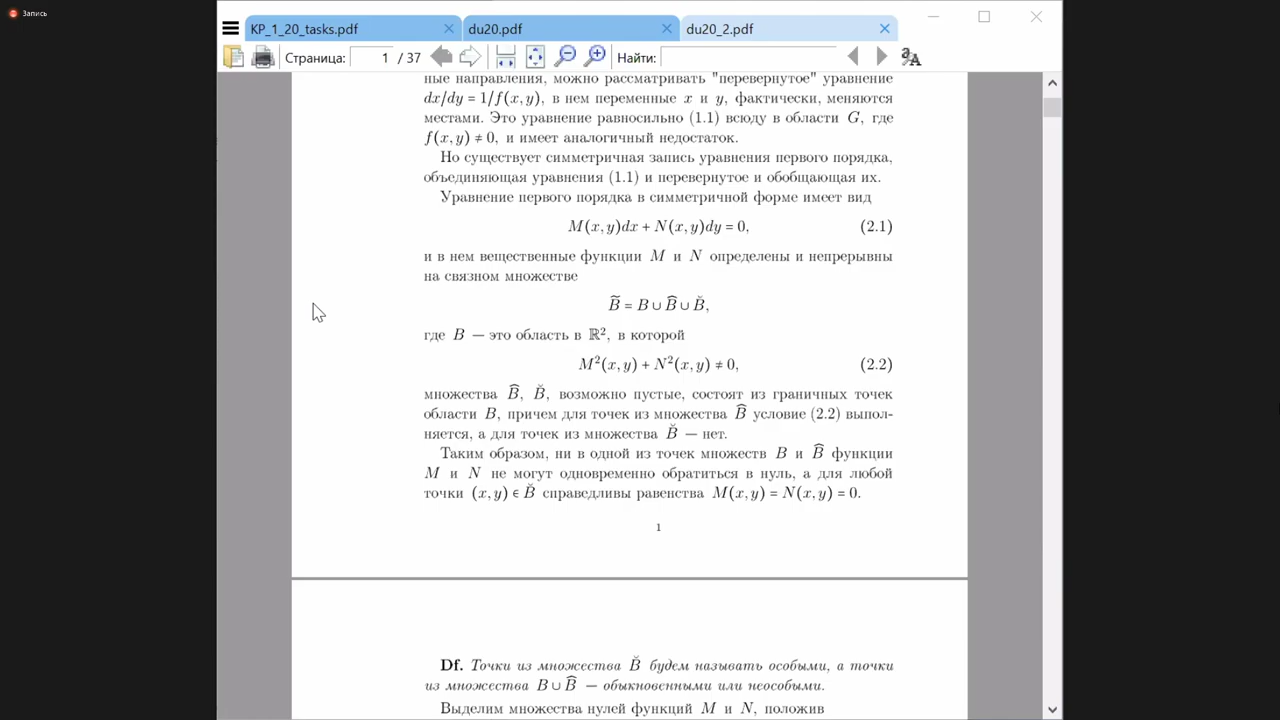 Запись
KP_1_20_tasks.pdf
du20.pdf
du20_2.pdf
Страница: 1 / 37 Найти:
ные направления, можно рассматривать "перевернутое" уравнение
dx/dy = 1/f(x, y), в нем переменные x и y, фактически, меняются
местами. Это уравнение равносильно (1.1) всюду в области G, где
f(x, y) ≠ 0, и имеет аналогичный недостаток.
Но существует симметричная запись уравнения первого порядка,
объединяющая уравнения (1.1) и перевернутое и обобщающая их.
Уравнение первого порядка в симметричной форме имеет вид
M(x, y)dx + N(x, y)dy = 0, (2.1)
и в нем вещественные функции M и N определены и непрерывны
на связном множестве
B̃ = B ∪ B̂ ∪ B̆,
где B — это область в ℝ², в которой
M²(x, y) + N²(x, y) ≠ 0, (2.2)
множества B̂, B̆, возможно пустые, состоят из граничных точек
области B, причем для точек из множества B̂ условие (2.2) выпол-
няется, а для точек из множества B̆ — нет.
Таким образом, ни в одной из точек множеств B и B̂ функции
M и N не могут одновременно обратиться в нуль, а для любой
точки (x, y) ∈ B̆ справедливы равенства M(x, y) = N(x, y) = 0.
1
Df. Точки из множества B̆ будем называть особыми, а точки
из множества B ∪ B̂ — обыкновенными или неособыми.
Выделим множества нулей функций M и N, положив